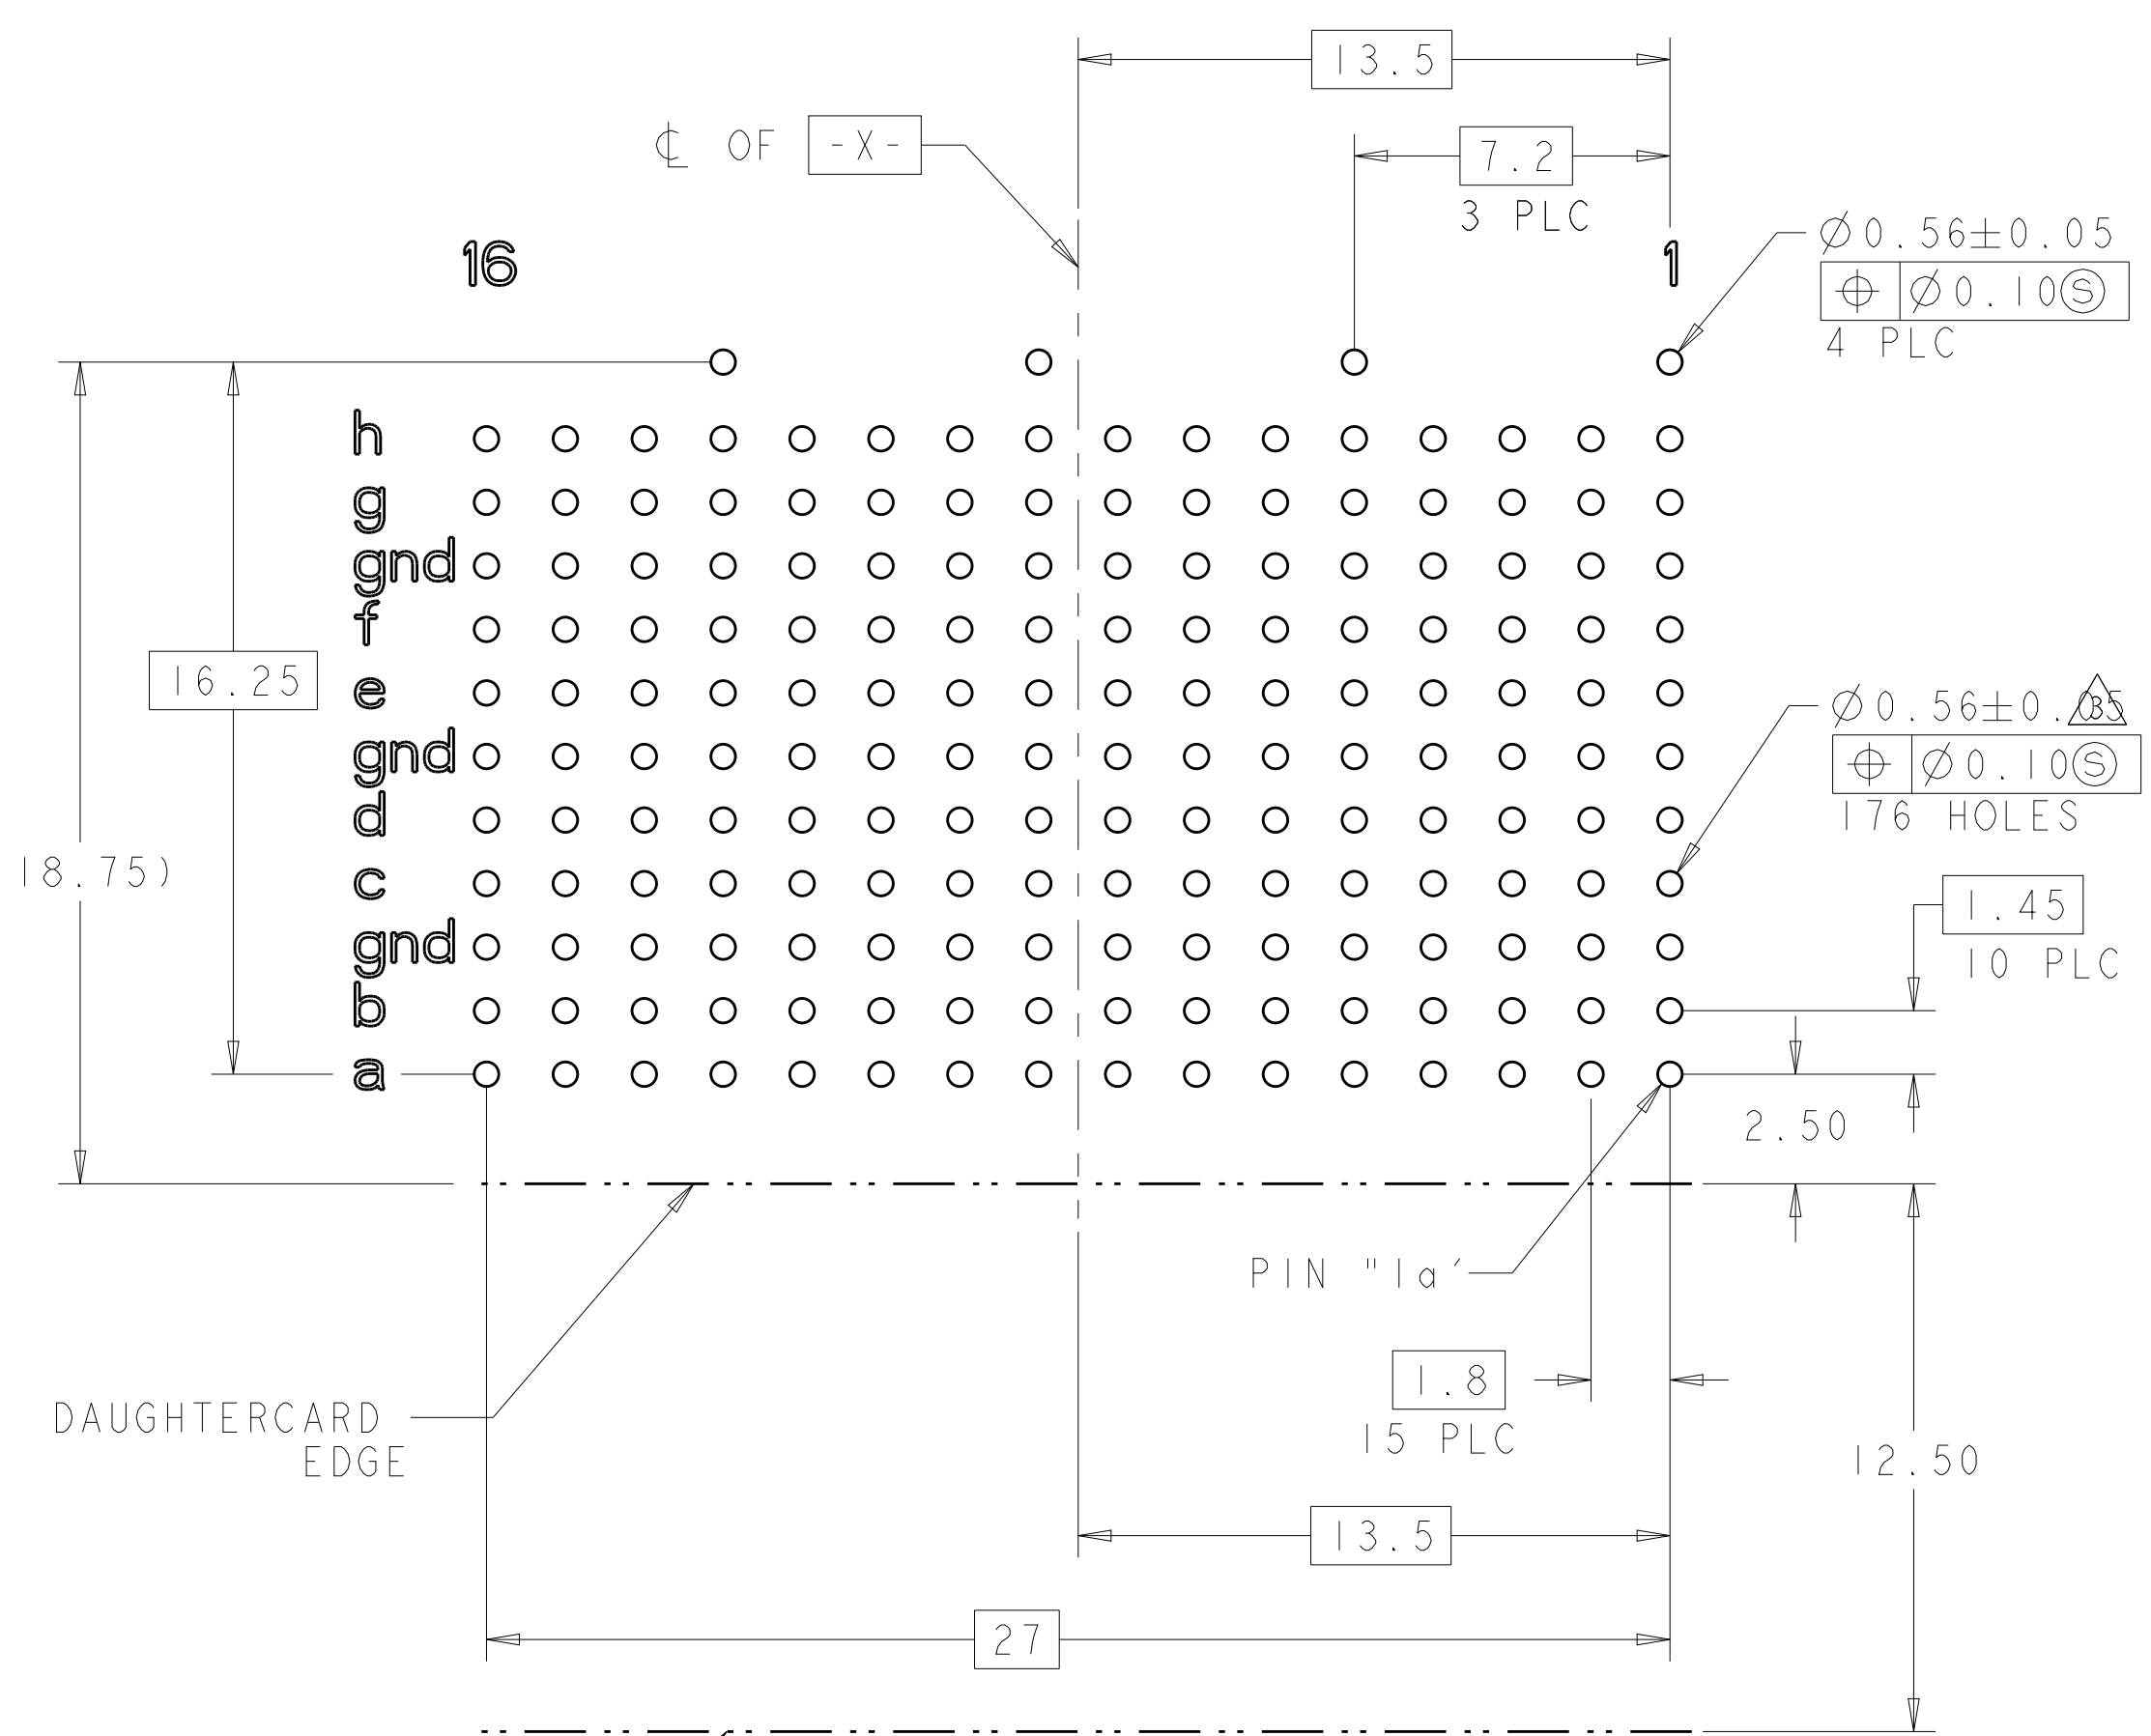 13.5
℄ OF -X-
7.2
3 PLC
16
1
Ø0.56±0.05
⌖ Ø0.10Ⓢ
4 PLC
h
g
gnd
f
16.25
e
Ø0.56±0.05
3
⌖ Ø0.10Ⓢ
gnd
176 HOLES
d
18.75)
c
1.45
gnd
10 PLC
b
a
2.50
PIN "1a
1.8
15 PLC
DAUGHTERCARD
EDGE
12.50
13.5
27